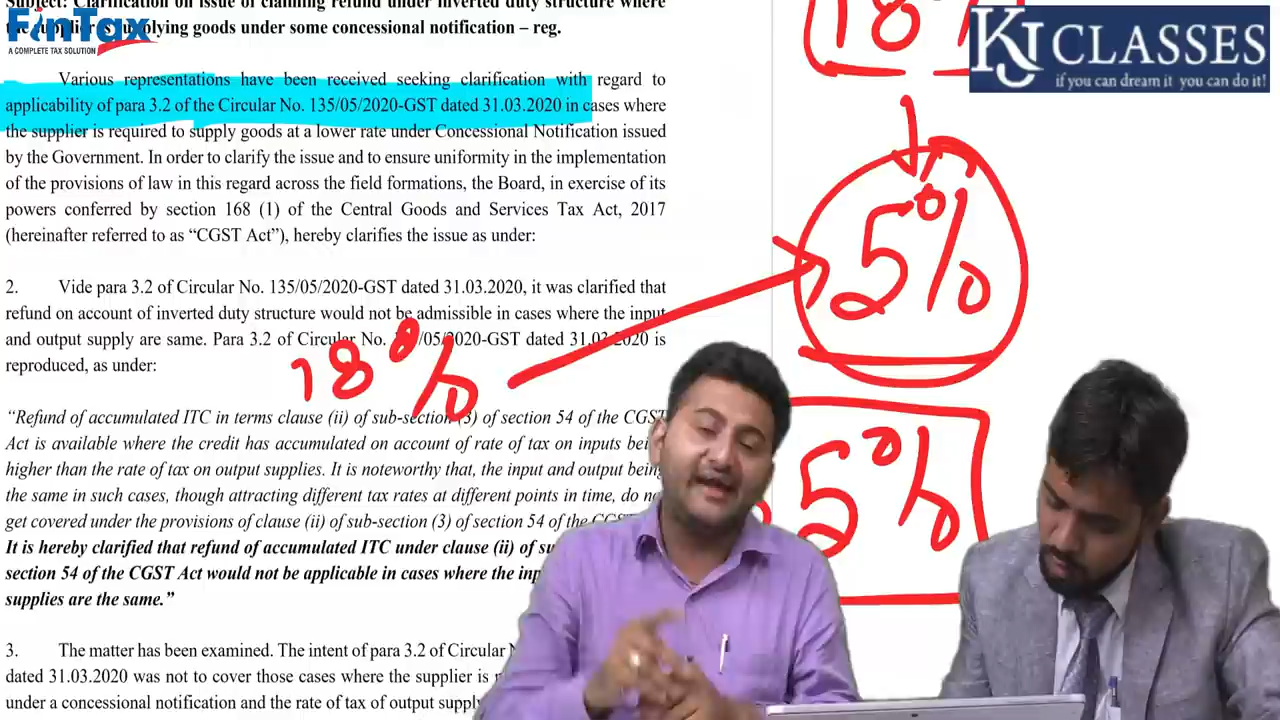 Subject: Clarification on issue of claiming refund under inverted duty structure where
the supplier is supplying goods under some concessional notification – reg.
FinTax
A COMPLETE TAX SOLUTION
KJ CLASSES
if you can dream it you can do it!
18%
Various representations have been received seeking clarification with regard to
applicability of para 3.2 of the Circular No. 135/05/2020-GST dated 31.03.2020 in cases where
the supplier is required to supply goods at a lower rate under Concessional Notification issued
by the Government. In order to clarify the issue and to ensure uniformity in the implementation
of the provisions of law in this regard across the field formations, the Board, in exercise of its
powers conferred by section 168 (1) of the Central Goods and Services Tax Act, 2017
(hereinafter referred to as “CGST Act”), hereby clarifies the issue as under:
5%
2. Vide para 3.2 of Circular No. 135/05/2020-GST dated 31.03.2020, it was clarified that
refund on account of inverted duty structure would not be admissible in cases where the input
and output supply are same. Para 3.2 of Circular No. /05/2020-GST dated 31.03.2020 is
reproduced, as under:
18%
“Refund of accumulated ITC in terms clause (ii) of sub-section (3) of section 54 of the CGST
Act is available where the credit has accumulated on account of rate of tax on inputs
higher than the rate of tax on output supplies. It is noteworthy that, the input and output being
the same in such cases, though attracting different tax rates at different points in time, do
get covered under the provisions of clause (ii) of sub-section (3) of section 54 of the
It is hereby clarified that refund of accumulated ITC under clause (ii) of
section 54 of the CGST Act would not be applicable in cases where the
supplies are the same.”
5%
3. The matter has been examined. The intent of para 3.2 of Circular
dated 31.03.2020 was not to cover those cases where the supplier is
under a concessional notification and the rate of tax of output